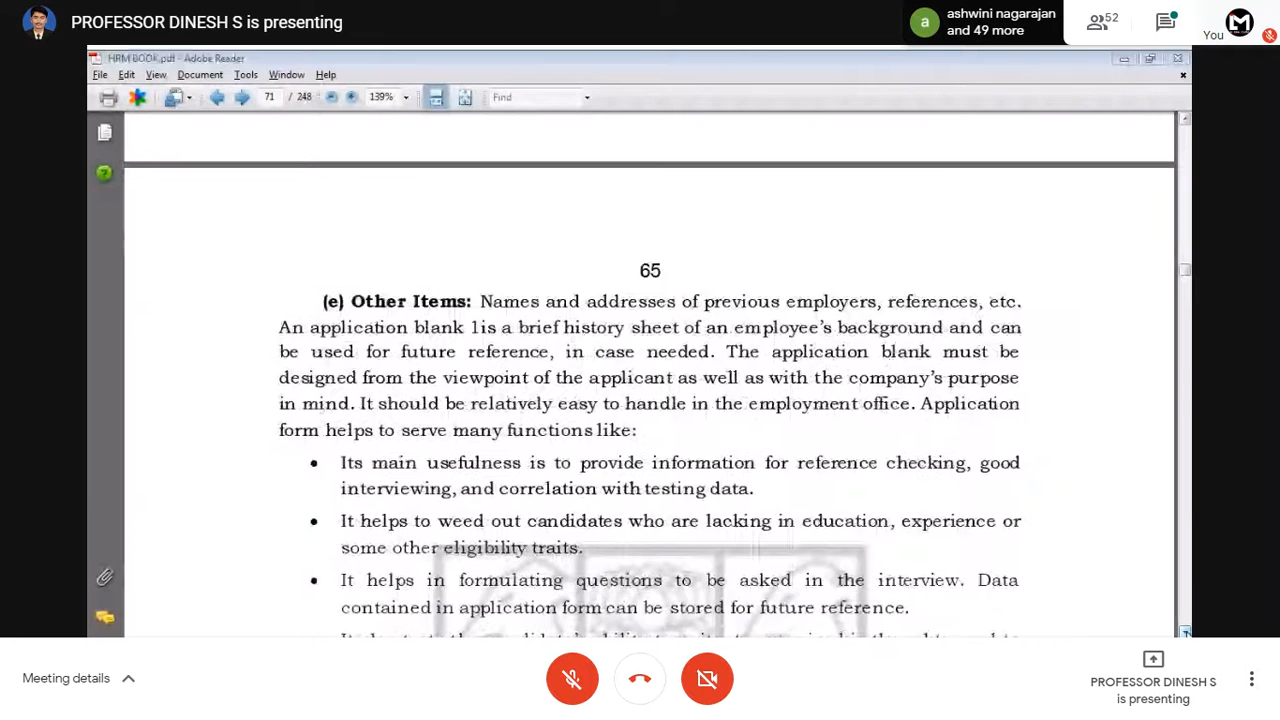 PROFESSOR DINESH S is presenting
a
ashwini nagarajan
and 49 more
52
You
M
HRM BOOK.pdf - Adobe Reader
File Edit View Document Tools Window Help
71 / 248 139% Find
65
(e) Other Items: Names and addresses of previous employers, references, etc.
An application blank 1is a brief history sheet of an employee's background and can
be used for future reference, in case needed. The application blank must be
designed from the viewpoint of the applicant as well as with the company's purpose
in mind. It should be relatively easy to handle in the employment office. Application
form helps to serve many functions like:
• Its main usefulness is to provide information for reference checking, good
interviewing, and correlation with testing data.
• It helps to weed out candidates who are lacking in education, experience or
some other eligibility traits.
• It helps in formulating questions to be asked in the interview. Data
contained in application form can be stored for future reference.
Meeting details
PROFESSOR DINESH S
is presenting